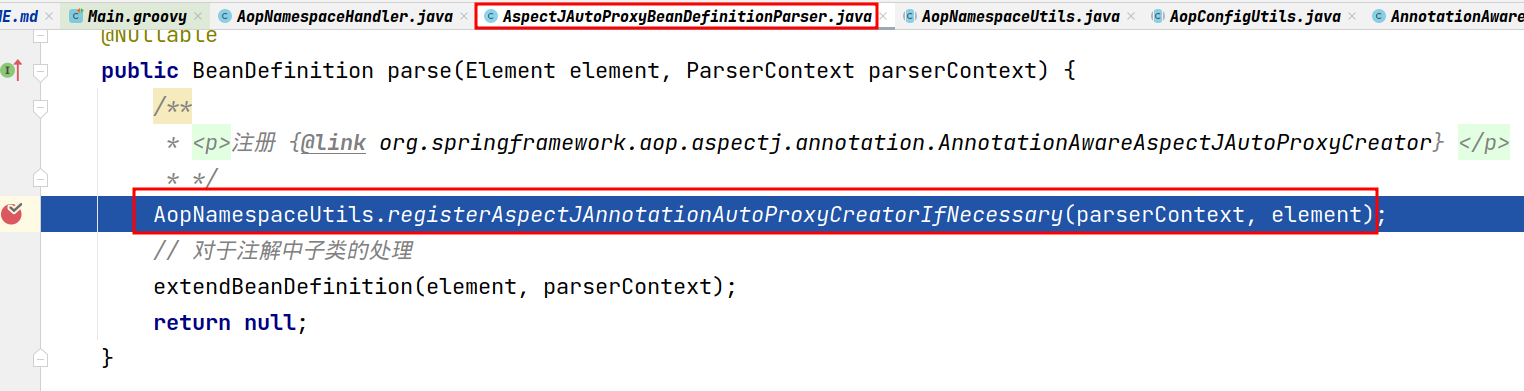 ME.md Main.groovy AopNamespaceHandler.java AspectJAutoProxyBeanDefinitionParser.java AopNamespaceUtils.java AopConfigUtils.java AnnotationAware
@Nullable
public BeanDefinition parse(Element element, ParserContext parserContext) {
/**
* <p>注册 {@link org.springframework.aop.aspectj.annotation.AnnotationAwareAspectJAutoProxyCreator} </p>
* */
AopNamespaceUtils.registerAspectJAnnotationAutoProxyCreatorIfNecessary(parserContext, element);
// 对于注解中子类的处理
extendBeanDefinition(element, parserContext);
return null;
}